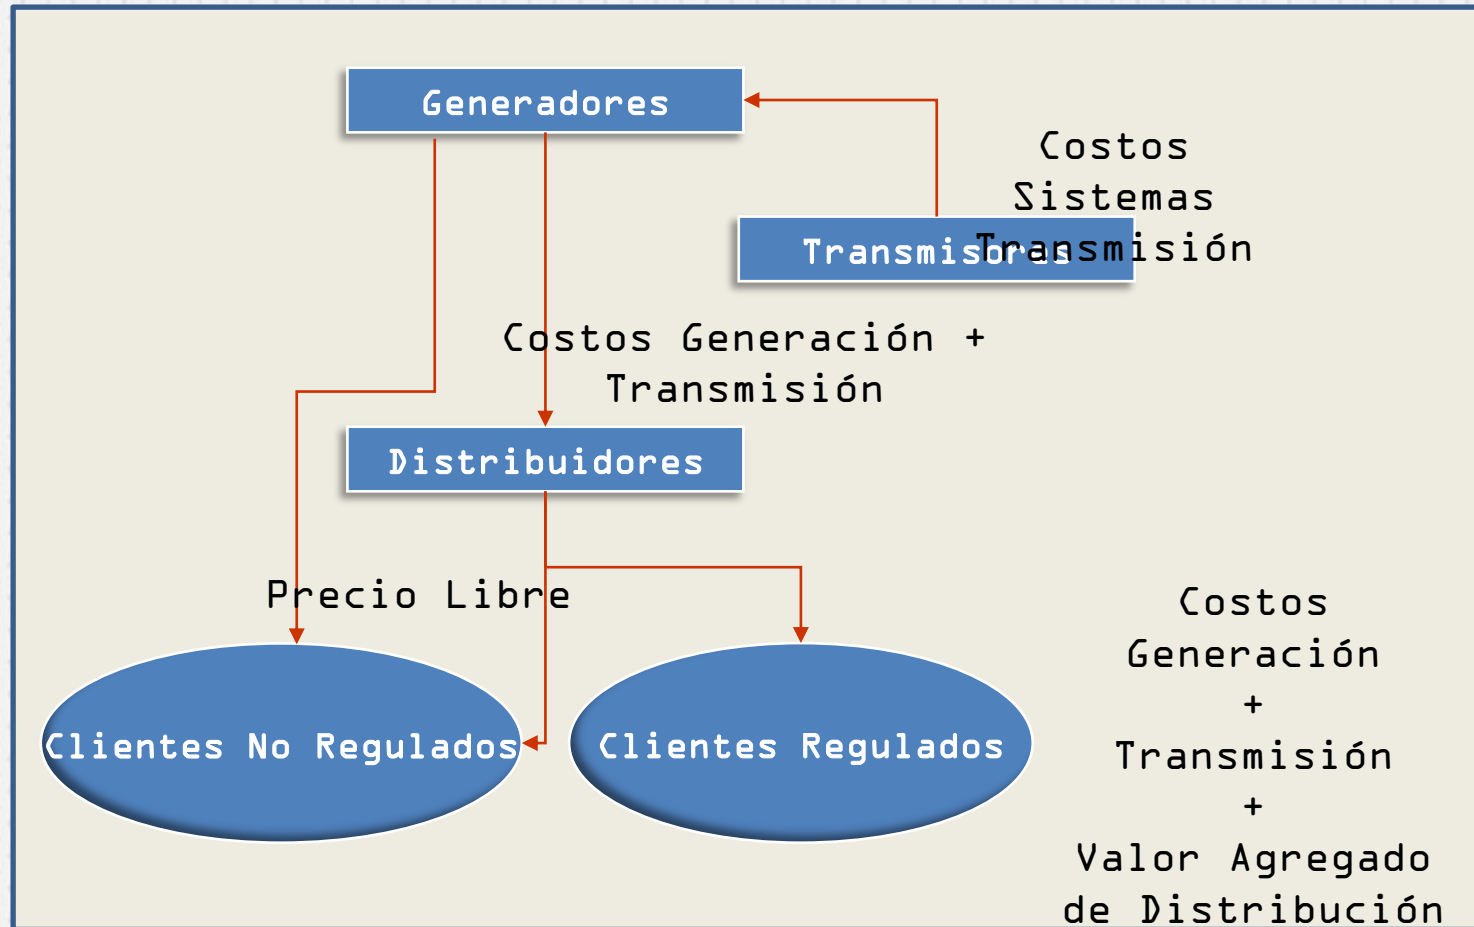 Generadores
Costos
Sistemas
Transmisión
Transmisores
Costos Generación +
Transmisión
Distribuidores
Precio Libre
Clientes No Regulados
Clientes Regulados
Costos
Generación
+
Transmisión
+
Valor Agregado
de Distribución